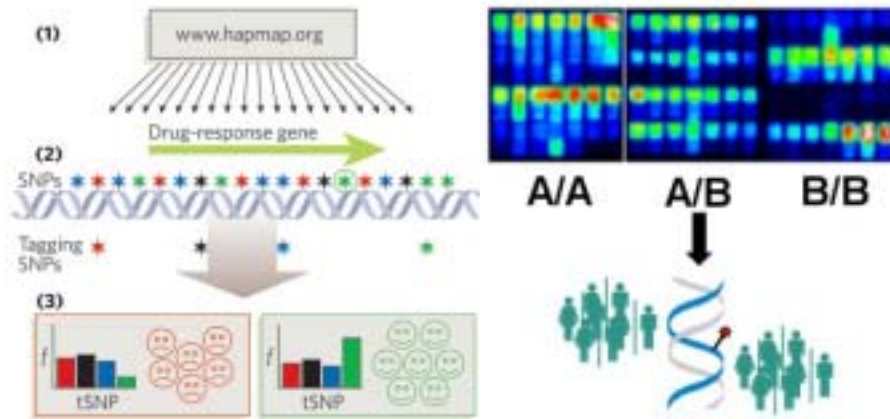 (1)
www.hapmap.org
Drug-response gene
(2)
SNPs
Tagging
SNPs
(3)
f
tSNP
f
tSNP
A/A
A/B
B/B